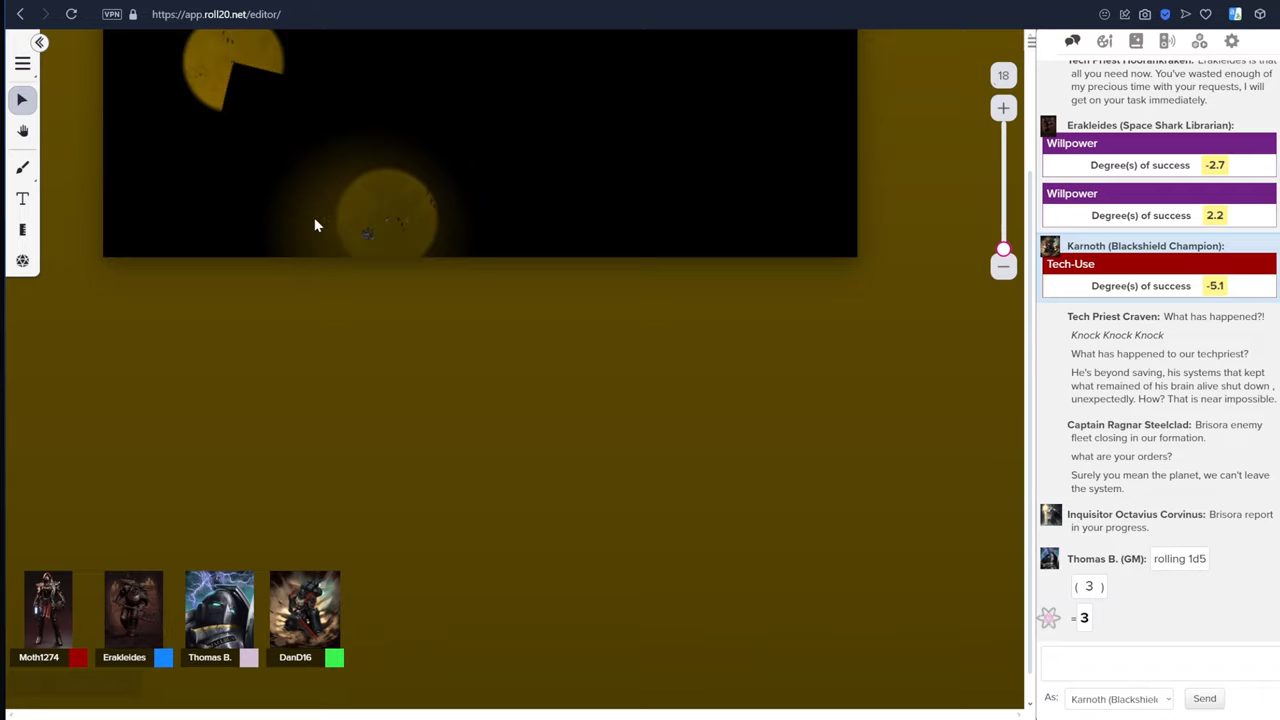 VPN
https://app.roll20.net/editor/
18
Tech Priest Hoorankraken: Erakleides is that
all you need now. You've wasted enough of
my precious time with your requests, I will
get on your task immediately.
Erakleides (Space Shark Librarian):
Willpower
Degree(s) of success -2.7
Willpower
Degree(s) of success 2.2
Karnoth (Blackshield Champion):
Tech-Use
Degree(s) of success -5.1
Tech Priest Craven: What has happened?!
Knock Knock Knock
What has happened to our techpriest?
He's beyond saving, his systems that kept
what remained of his brain alive shut down ,
unexpectedly. How? That is near impossible.
Captain Ragnar Steelclad: Brisora enemy
fleet closing in our formation.
what are your orders?
Surely you mean the planet, we can't leave
the system.
Inquisitor Octavius Corvinus: Brisora report
in your progress.
Thomas B. (GM): rolling 1d5
( 3 )
= 3
Moth1274
Erakleides
Thomas B.
DanD16
As: Karnoth (Blackshiel
Send